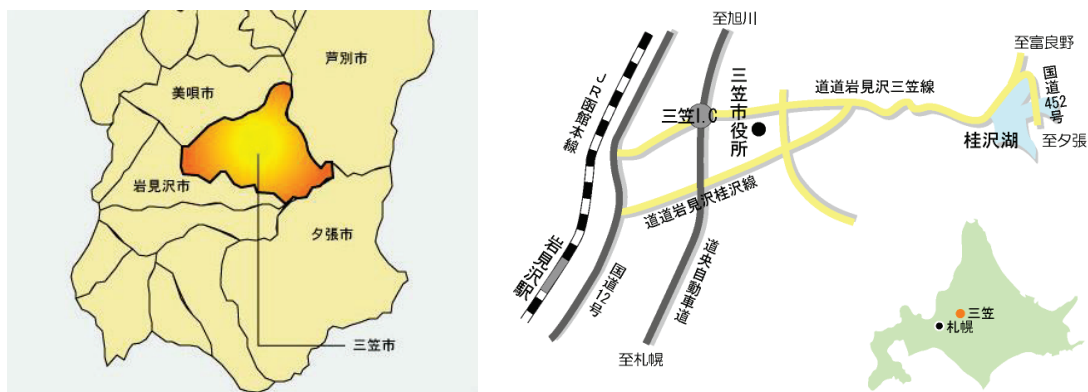 芦別市
美唄市
岩見沢市
夕張市
三笠市
至旭川
至富良野
国道452号
至夕張
桂沢湖
道道岩見沢三笠線
三笠I.C
三笠市役所
JR函館本線
道道岩見沢桂沢線
岩見沢駅
国道12号
道央自動車道
至札幌
三笠
札幌